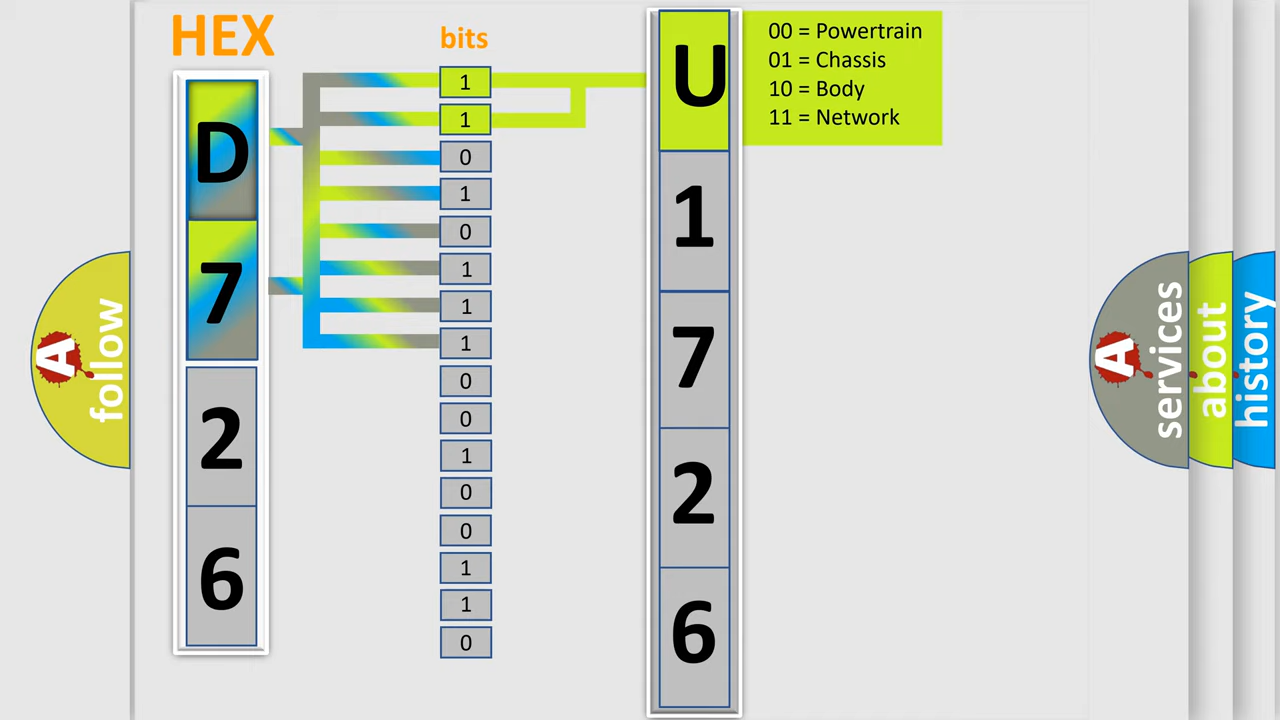 HEX
D
7
2
6
bits
1
1
0
1
0
1
1
1
0
0
1
0
0
1
1
0
U
1
7
2
6
00 = Powertrain
01 = Chassis
10 = Body
11 = Network
A
follow
A
services
about
history